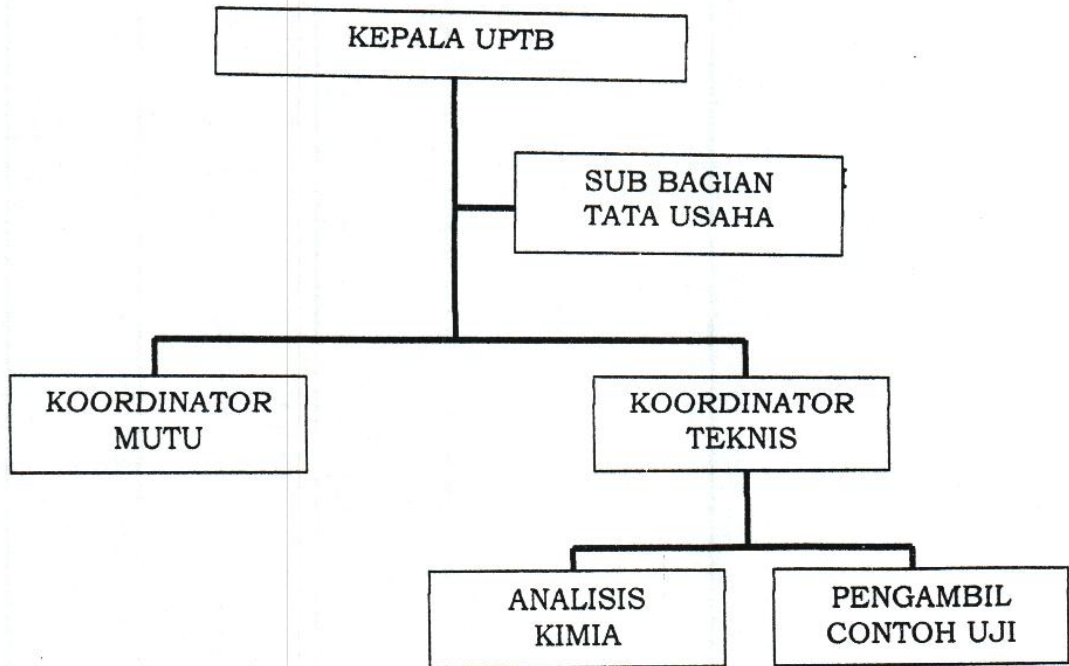 KEPALA UPTB
SUB BAGIAN
TATA USAHA
KOORDINATOR
MUTU
KOORDINATOR
TEKNIS
ANALISIS
KIMIA
PENGAMBIL
CONTOH UJI